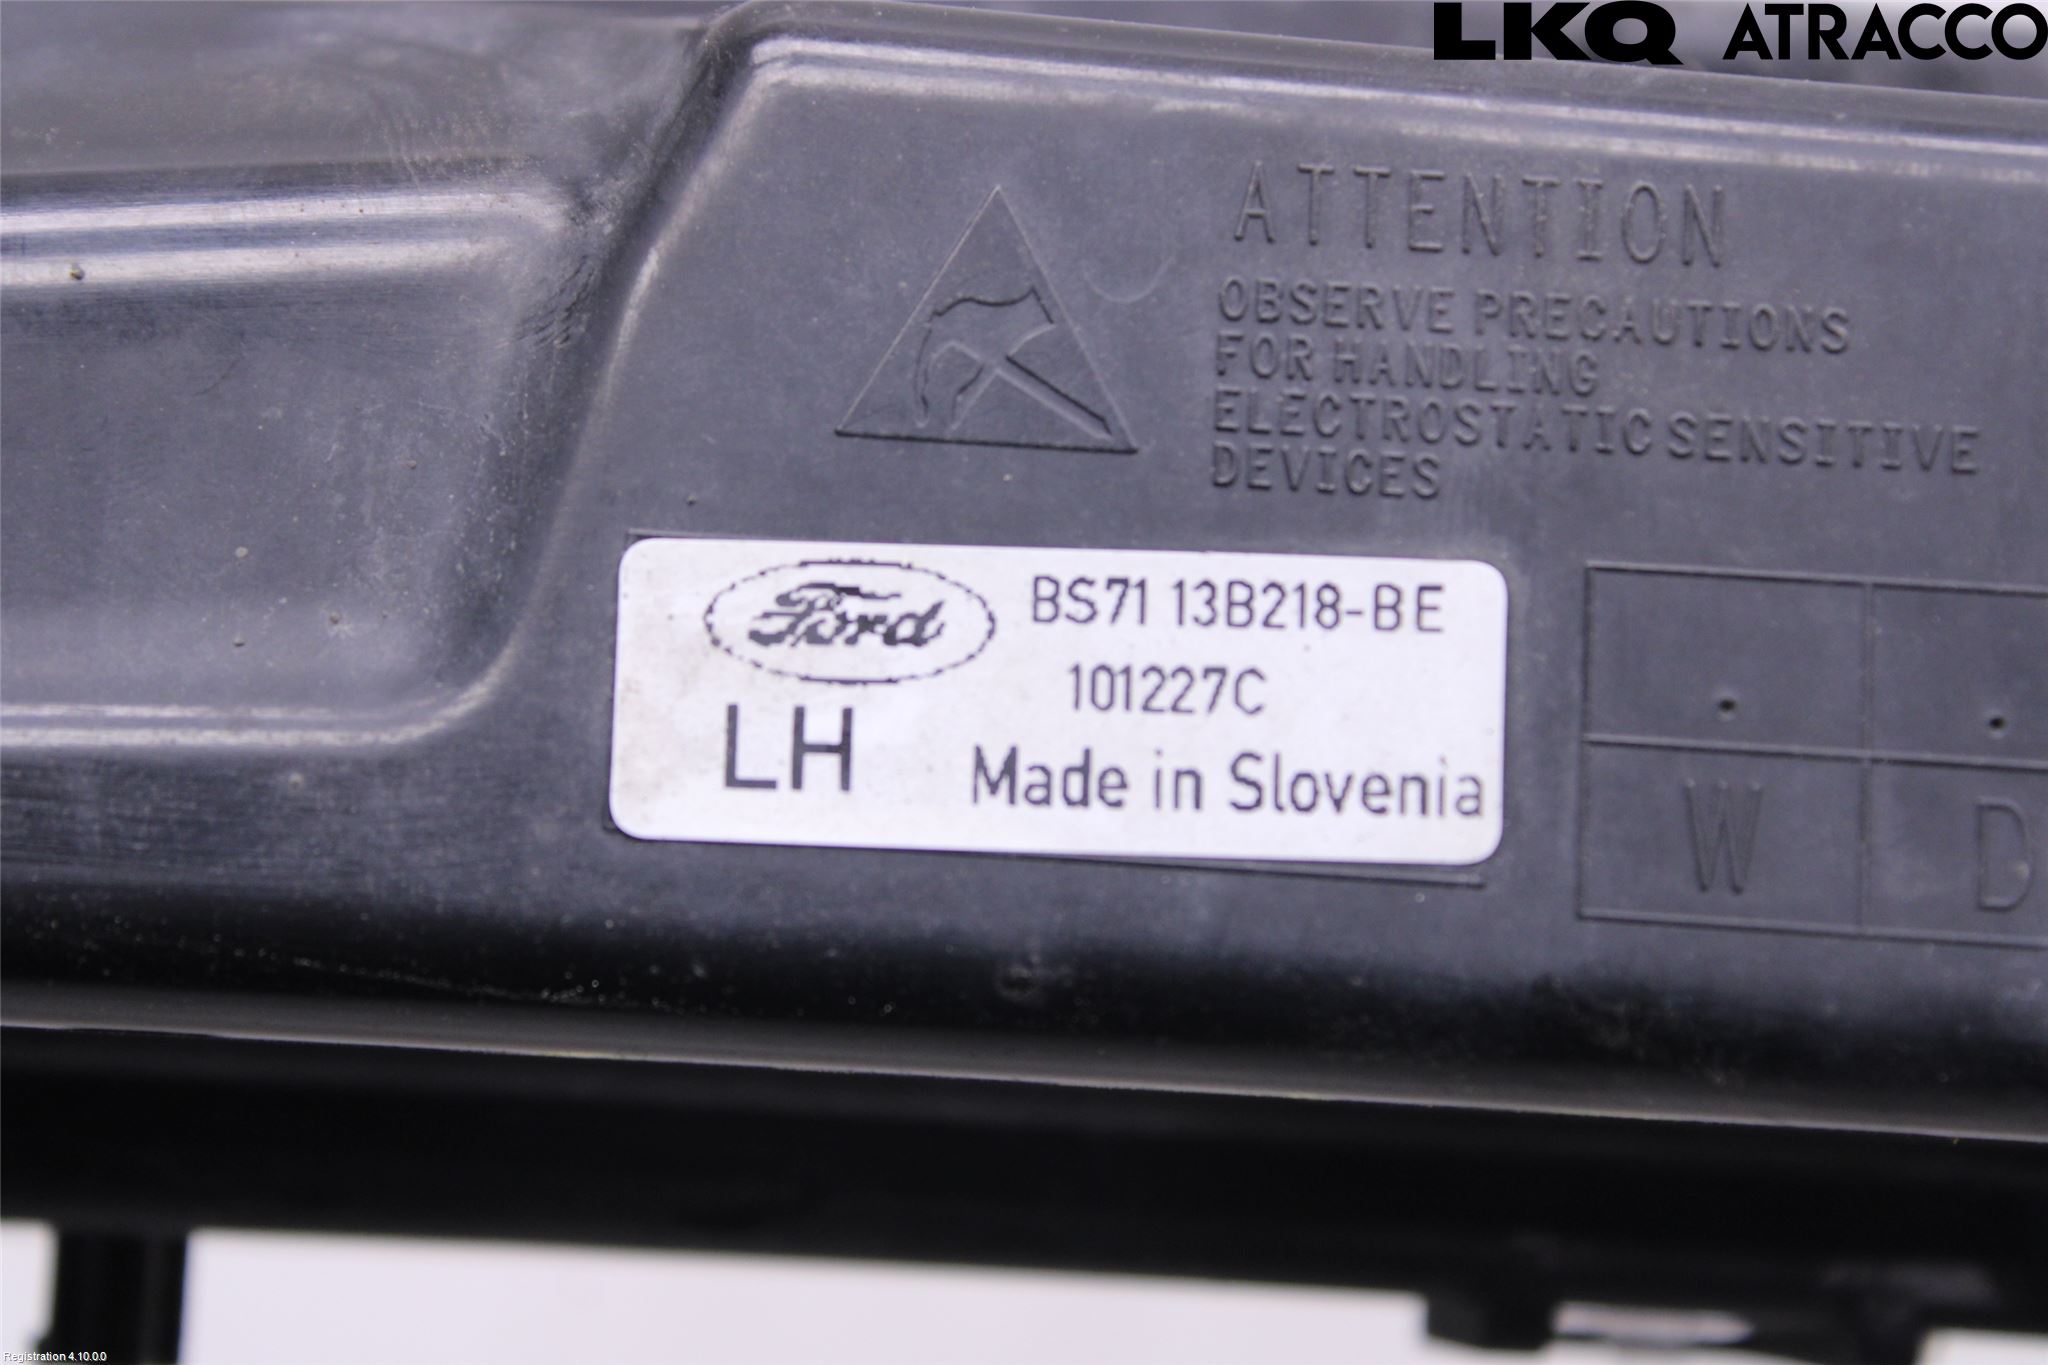 LKQ ATRACCO
ATTENTION
OBSERVE PRECAUTIONS
FOR HANDLING
ELECTROSTATIC SENSITIVE
DEVICES
Ford
BS71 13B218-BE
101227C
LH
Made in Slovenia
W
D
Registration 4.10.0.0